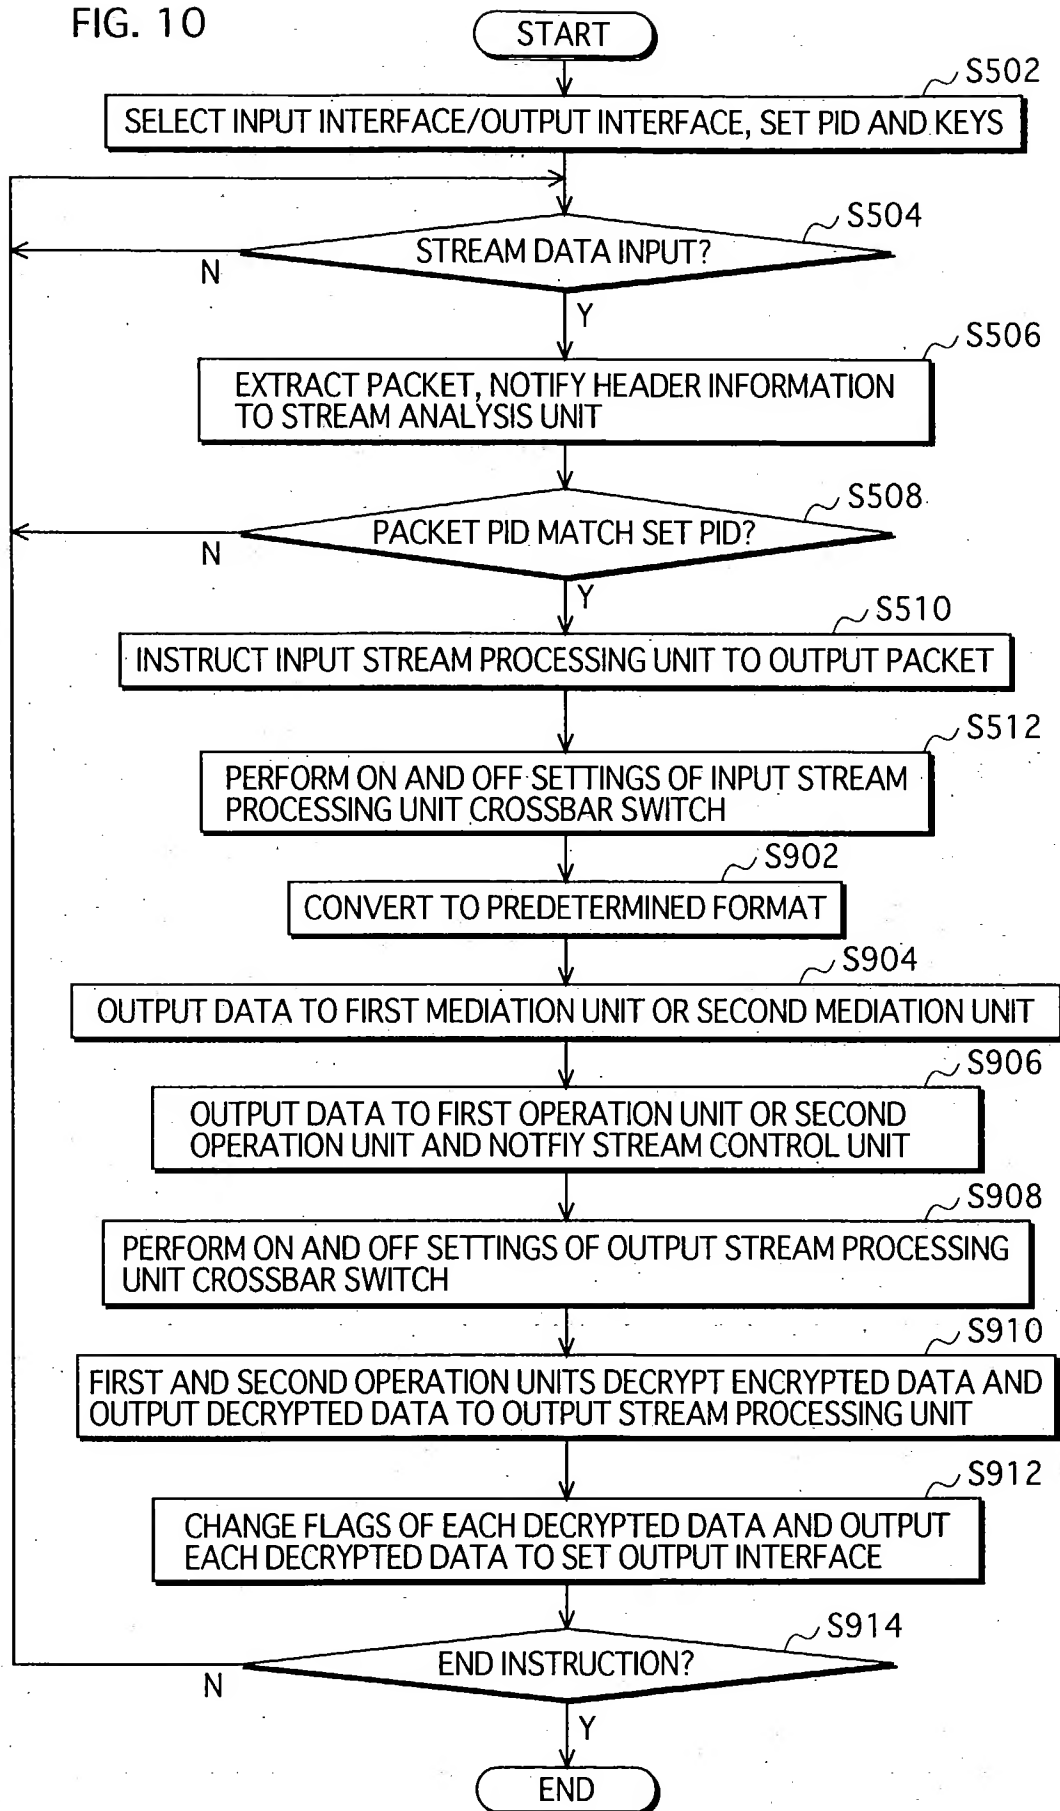 FIG. 10
START
S502
SELECT INPUT INTERFACE/OUTPUT INTERFACE, SET PID AND KEYS
S504
STREAM DATA INPUT?
N
Y
S506
EXTRACT PACKET, NOTIFY HEADER INFORMATION
TO STREAM ANALYSIS UNIT
S508
PACKET PID MATCH SET PID?
N
Y
S510
INSTRUCT INPUT STREAM PROCESSING UNIT TO OUTPUT PACKET
S512
PERFORM ON AND OFF SETTINGS OF INPUT STREAM
PROCESSING UNIT CROSSBAR SWITCH
S902
CONVERT TO PREDETERMINED FORMAT
S904
OUTPUT DATA TO FIRST MEDIATION UNIT OR SECOND MEDIATION UNIT
S906
OUTPUT DATA TO FIRST OPERATION UNIT OR SECOND
OPERATION UNIT AND NOTFIY STREAM CONTROL UNIT
S908
PERFORM ON AND OFF SETTINGS OF OUTPUT STREAM PROCESSING
UNIT CROSSBAR SWITCH
S910
FIRST AND SECOND OPERATION UNITS DECRYPT ENCRYPTED DATA AND
OUTPUT DECRYPTED DATA TO OUTPUT STREAM PROCESSING UNIT
S912
CHANGE FLAGS OF EACH DECRYPTED DATA AND OUTPUT
EACH DECRYPTED DATA TO SET OUTPUT INTERFACE
S914
END INSTRUCTION?
N
Y
END